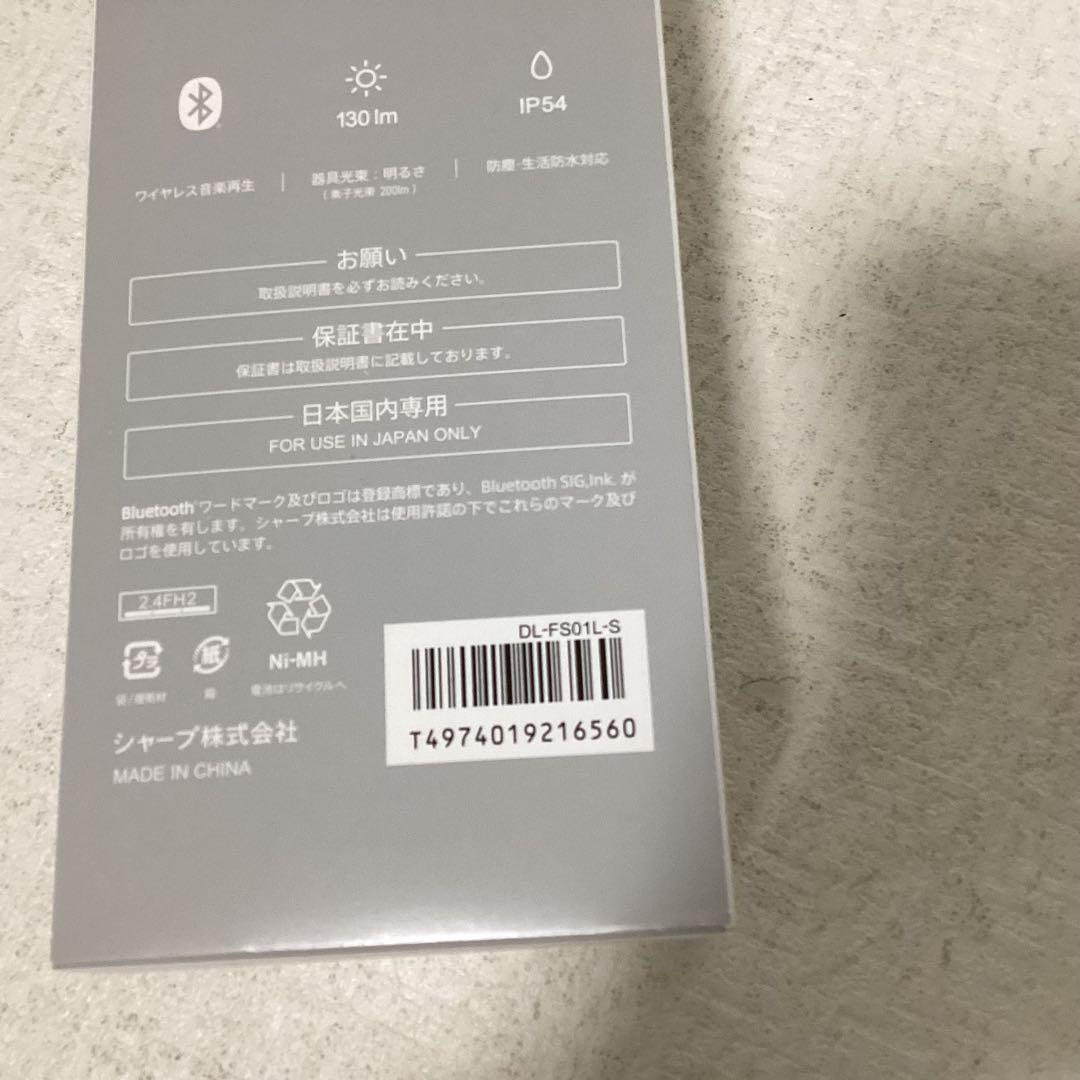 130 lm
IP54
ワイヤレス音楽再生
器具光束：明るさ
（素子光束 200lm）
防塵·生活防水対応
お願い
取扱説明書を必ずお読みください。
保証書在中
保証書は取扱説明書に記載しております。
日本国内専用
FOR USE IN JAPAN ONLY
Bluetooth®ワードマーク及びロゴは登録商標であり、Bluetooth SIG,Ink. が
所有権を有します。シャープ株式会社は使用許諾の下でこれらのマーク及び
ロゴを使用しています。
2.4FH2
プラ
紙
Ni-MH
袋/緩衝材
箱
電池はリサイクルへ
シャープ株式会社
MADE IN CHINA
DL-FS01L-S
T4974019216560